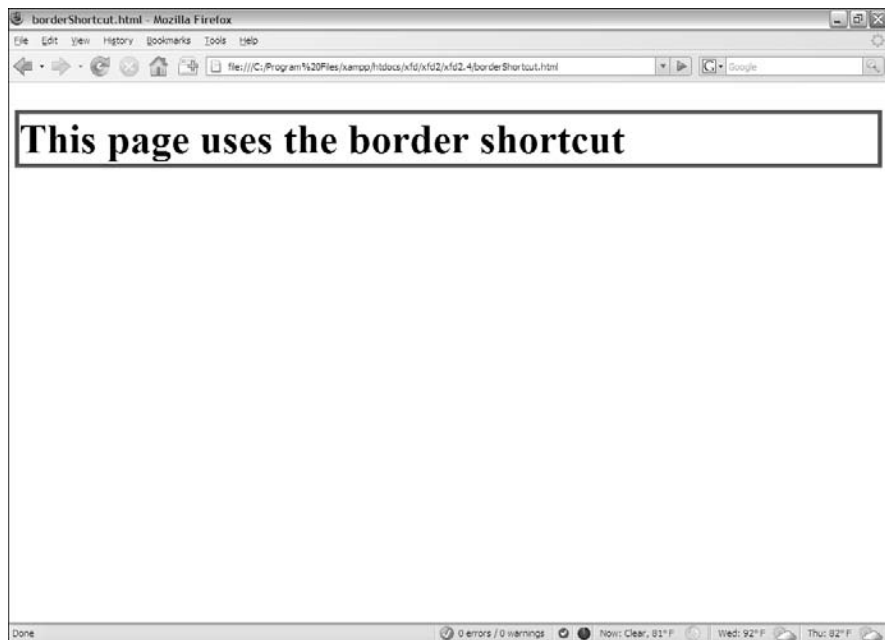 borderShortcut.html - Mozilla Firefox
File Edit View History Bookmarks Tools Help
file:///C:/Program%20Files/xampp/htdocs/xfd/xfd2/xfd2.4/borderShortcut.html
G Google
This page uses the border shortcut
Done 0 errors / 0 warnings Now: Clear, 81° F Wed: 92° F Thu: 82° F